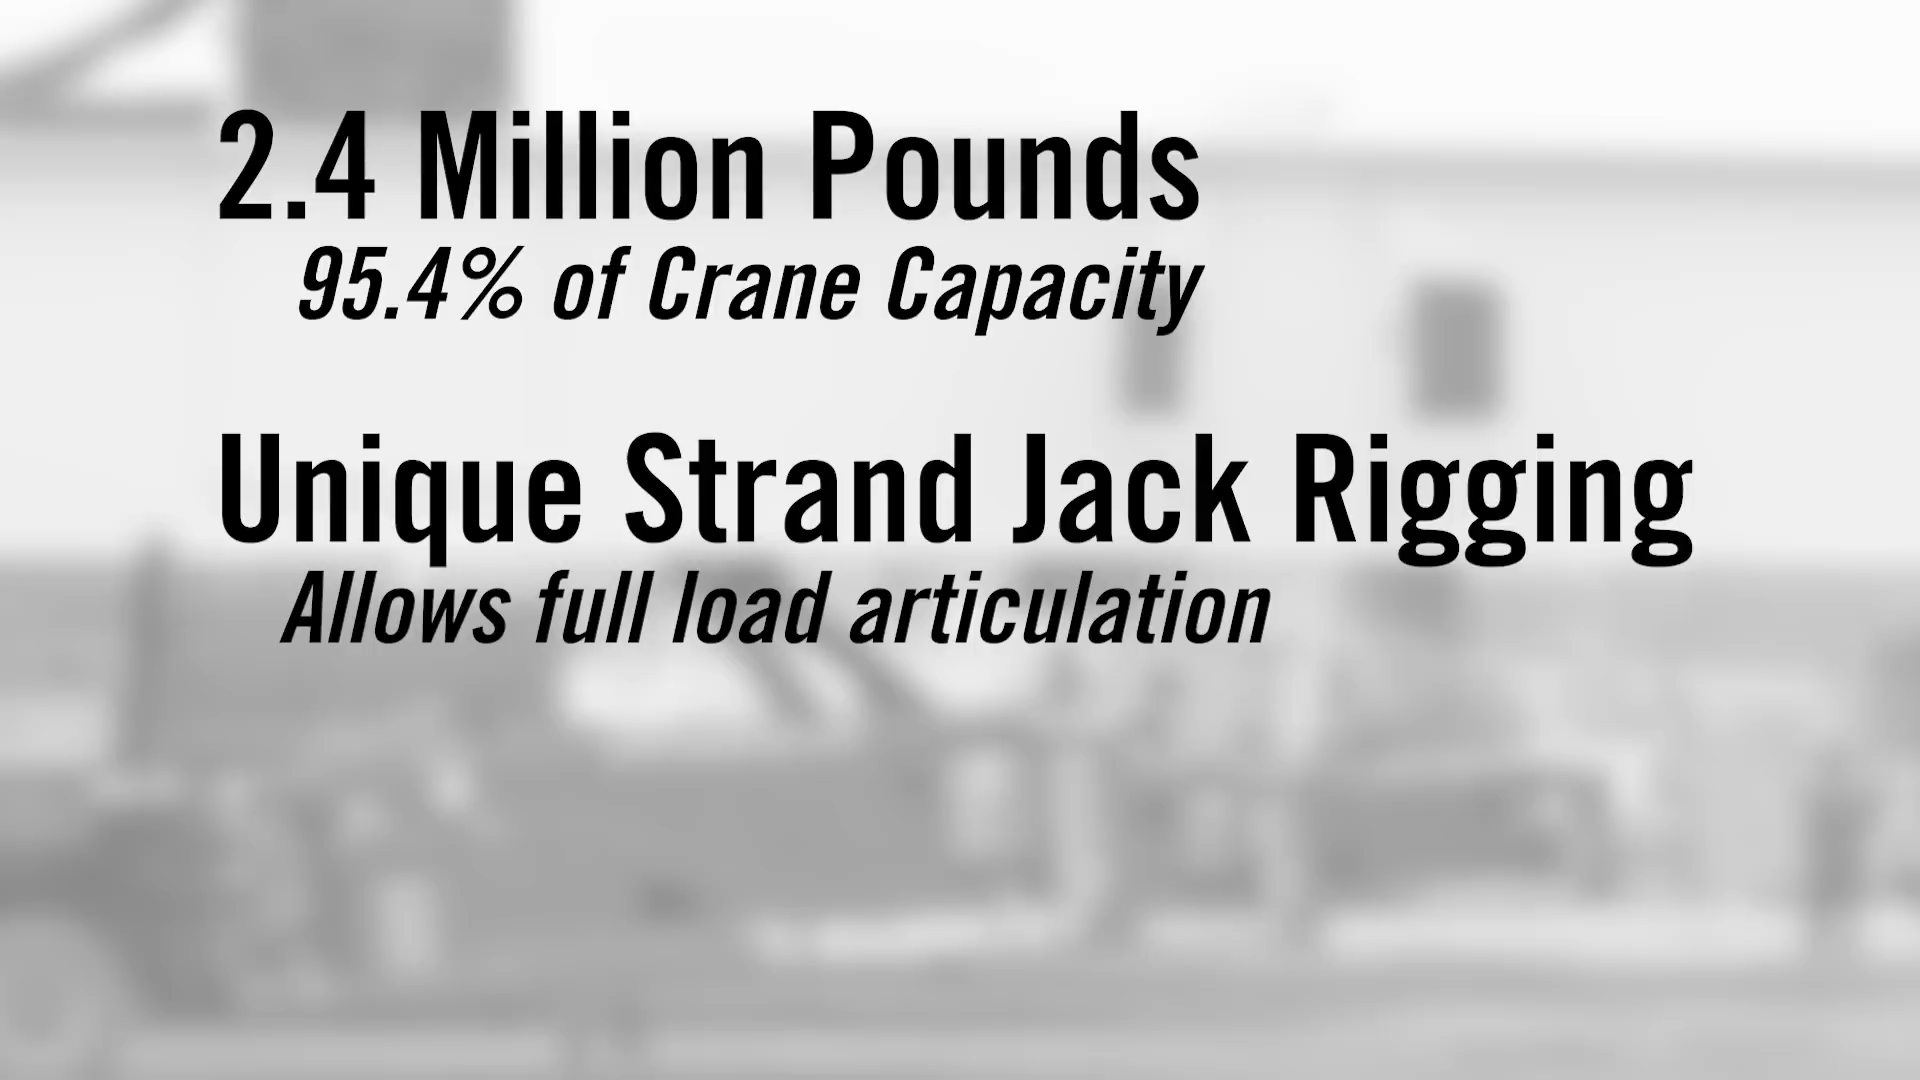 2.4 Million Pounds
95.4% of Crane Capacity
Unique Strand Jack Rigging
Allows full load articulation